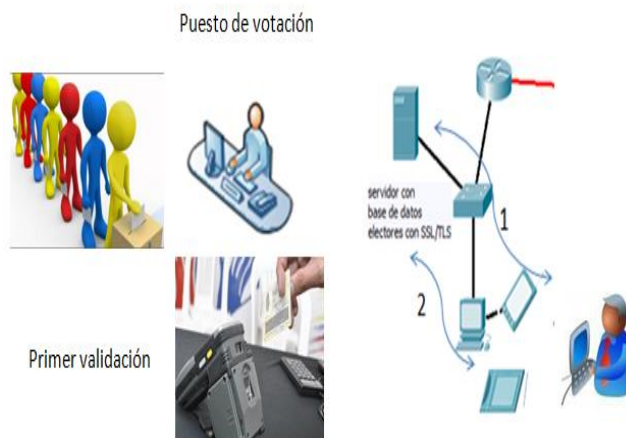 Puesto de votación
servidor con
base de datos
electores con SSL/TLS
1
2
Primer validación